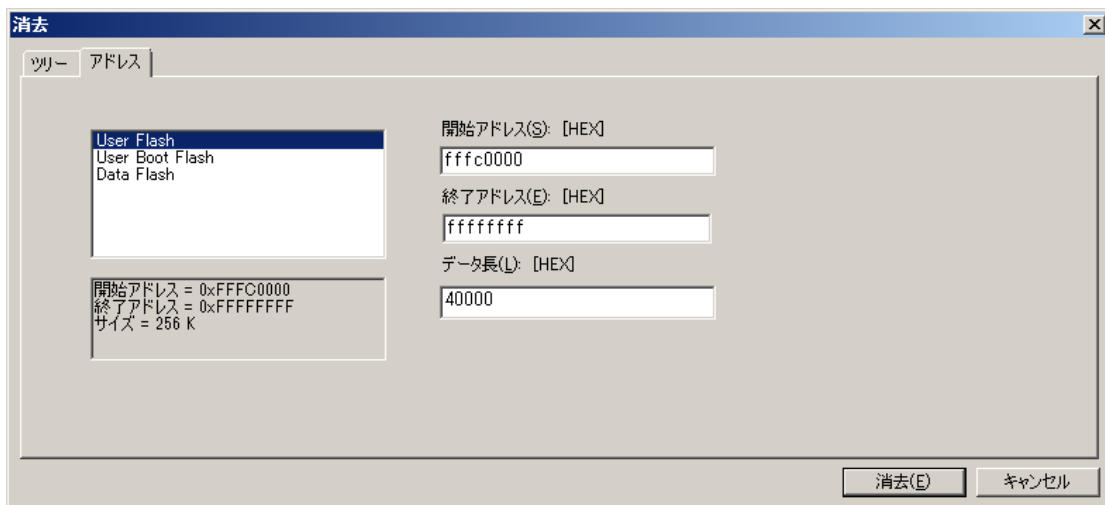 消去
ツリー
アドレス
User Flash
User Boot Flash
Data Flash
開始アドレス = 0xFFFC0000
終了アドレス = 0xFFFFFFFF
サイズ = 256 K
開始アドレス(S): [HEX]
fffc0000
終了アドレス(E): [HEX]
ffffffff
データ長(L): [HEX]
40000
消去(E)
キャンセル